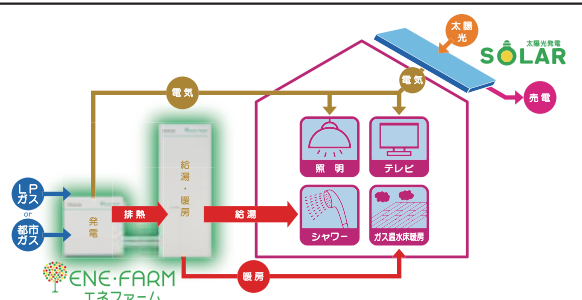 太陽
光
太陽光発電
SOLAR
電気
電気
売電
照 明
テレビ
給湯・暖房
LP
ガス
or
都市
ガス
発電
排熱
給湯
シャワー
ガス温水床暖房
暖房
ENE・FARM
エネファーム